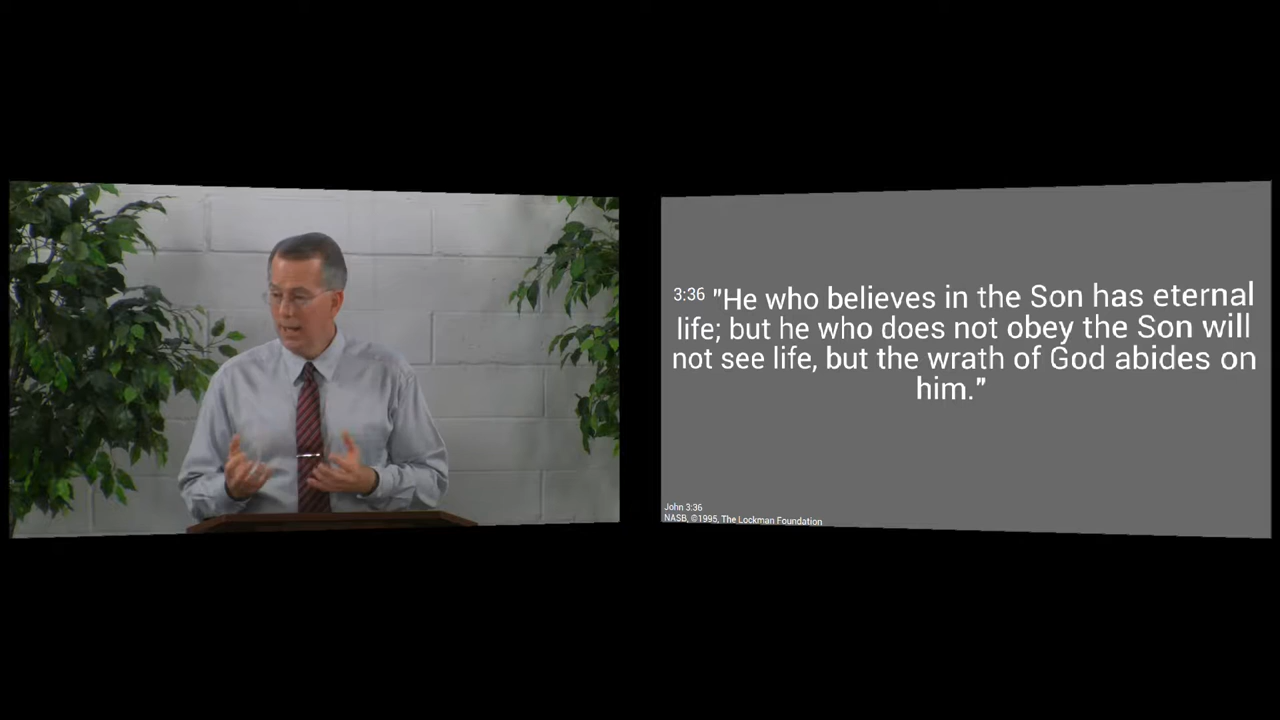 3:36 "He who believes in the Son has eternal
life; but he who does not obey the Son will
not see life, but the wrath of God abides on
him."
John 3:36
NASB, ©1995, The Lockman Foundation